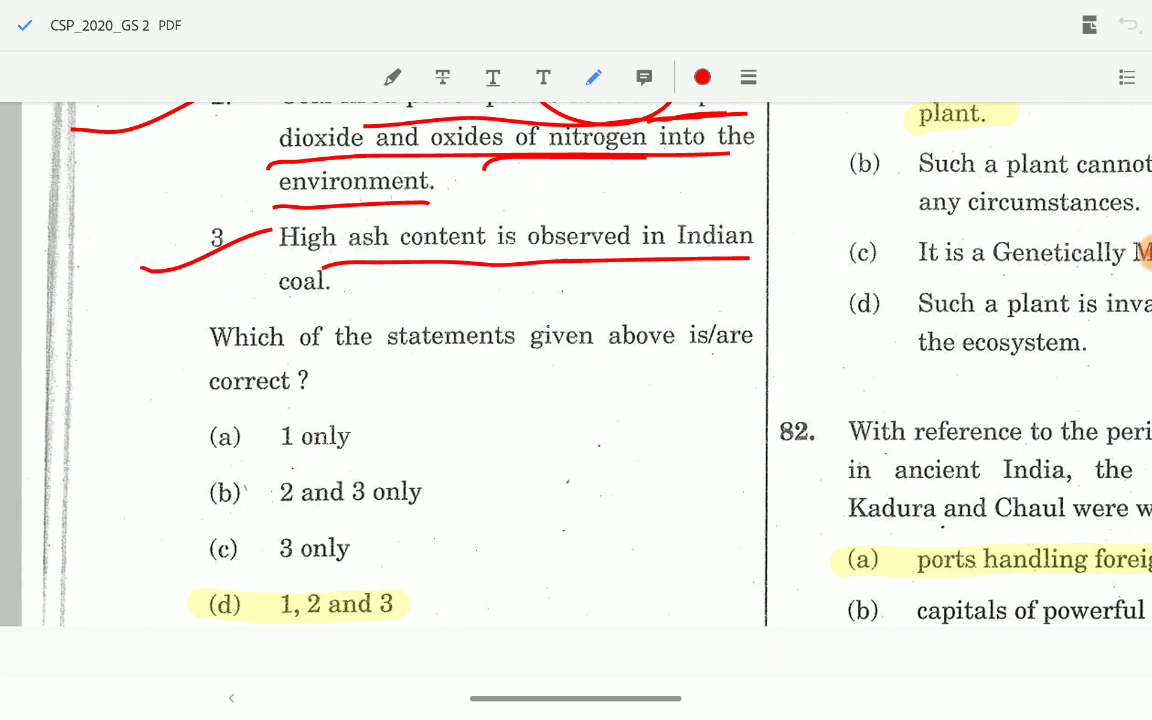 CSP_2020_GS 2 PDF
dioxide and oxides of nitrogen into the
environment.
3 High ash content is observed in Indian
coal.
Which of the statements given above is/are
correct ?
(a) 1 only
(b) 2 and 3 only
(c) 3 only
(d) 1, 2 and 3
plant.
(b) Such a plant cannot
any circumstances.
(c) It is a Genetically M
(d) Such a plant is inva
the ecosystem.
82. With reference to the peri
in ancient India, the
Kadura and Chaul were w
(a) ports handling foreig
(b) capitals of powerful